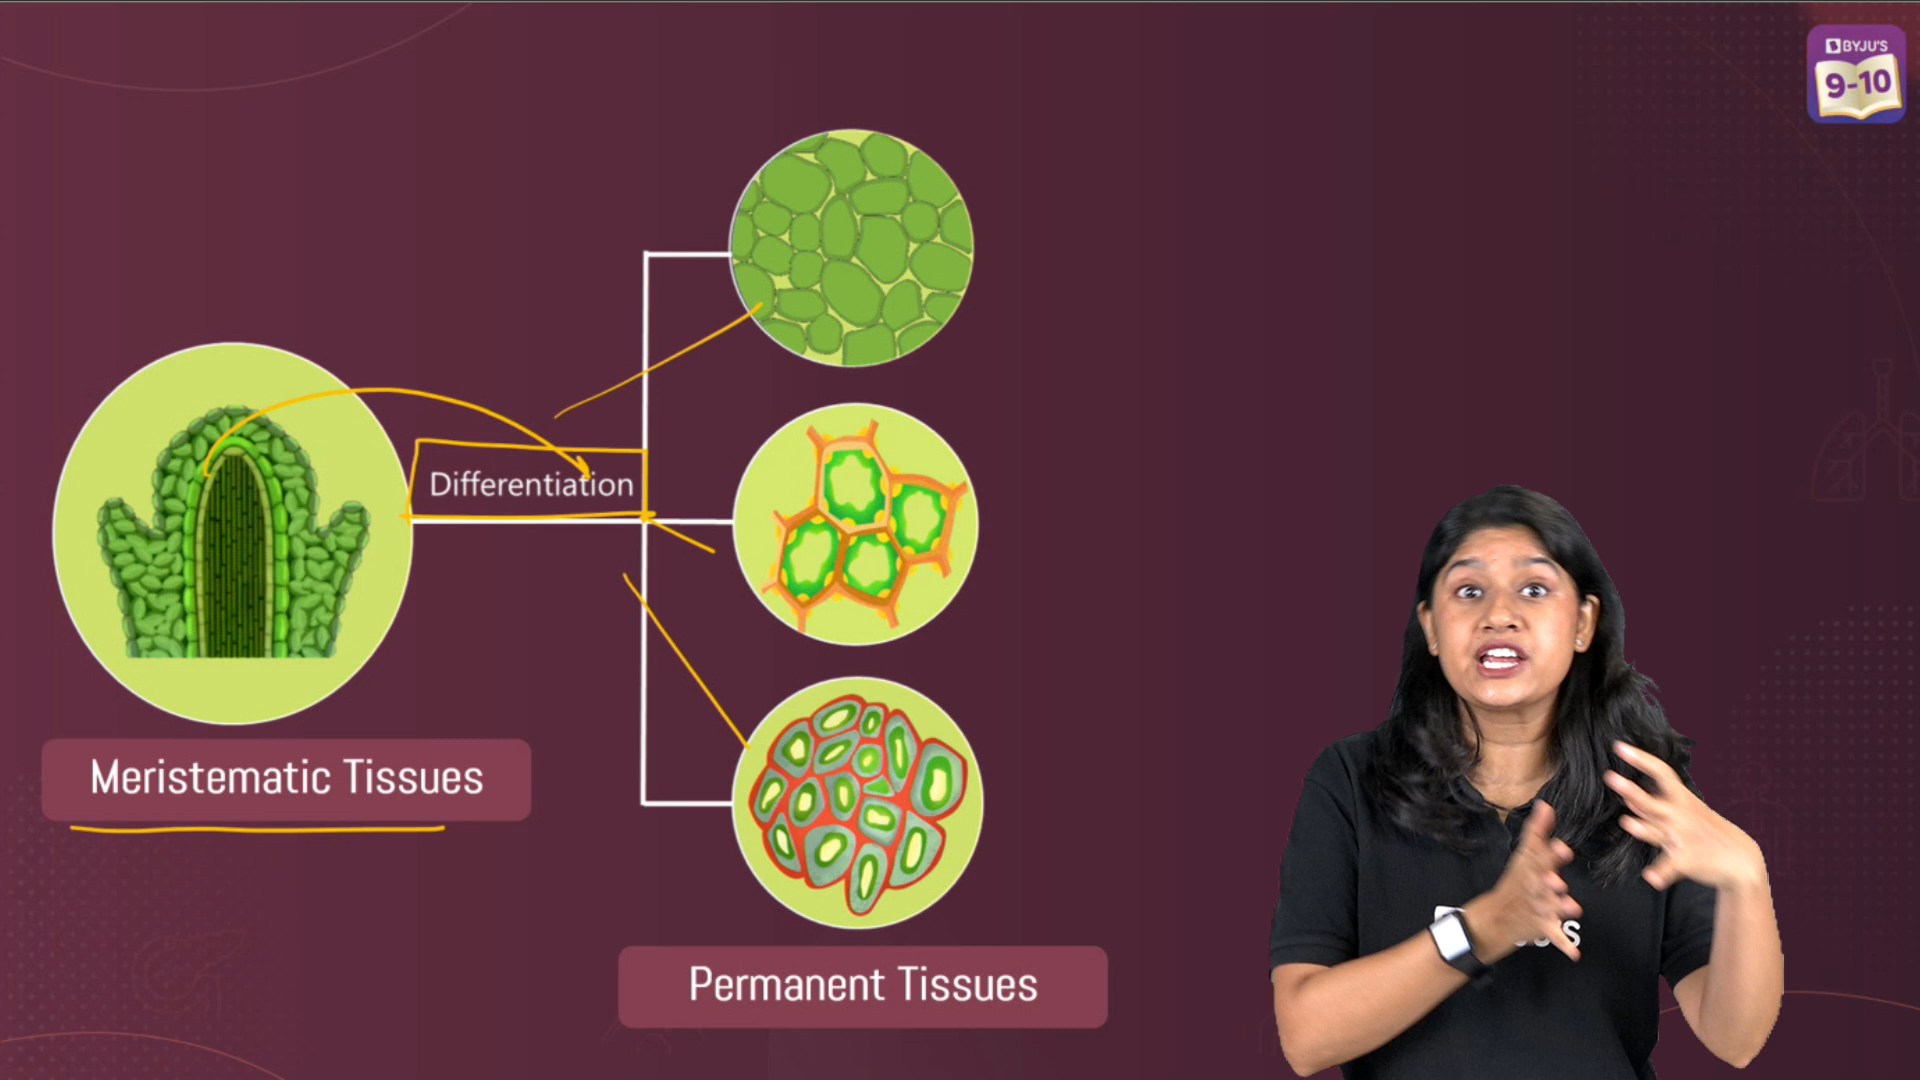 BYJU'S
9-10
Differentiation
Meristematic Tissues
Permanent Tissues